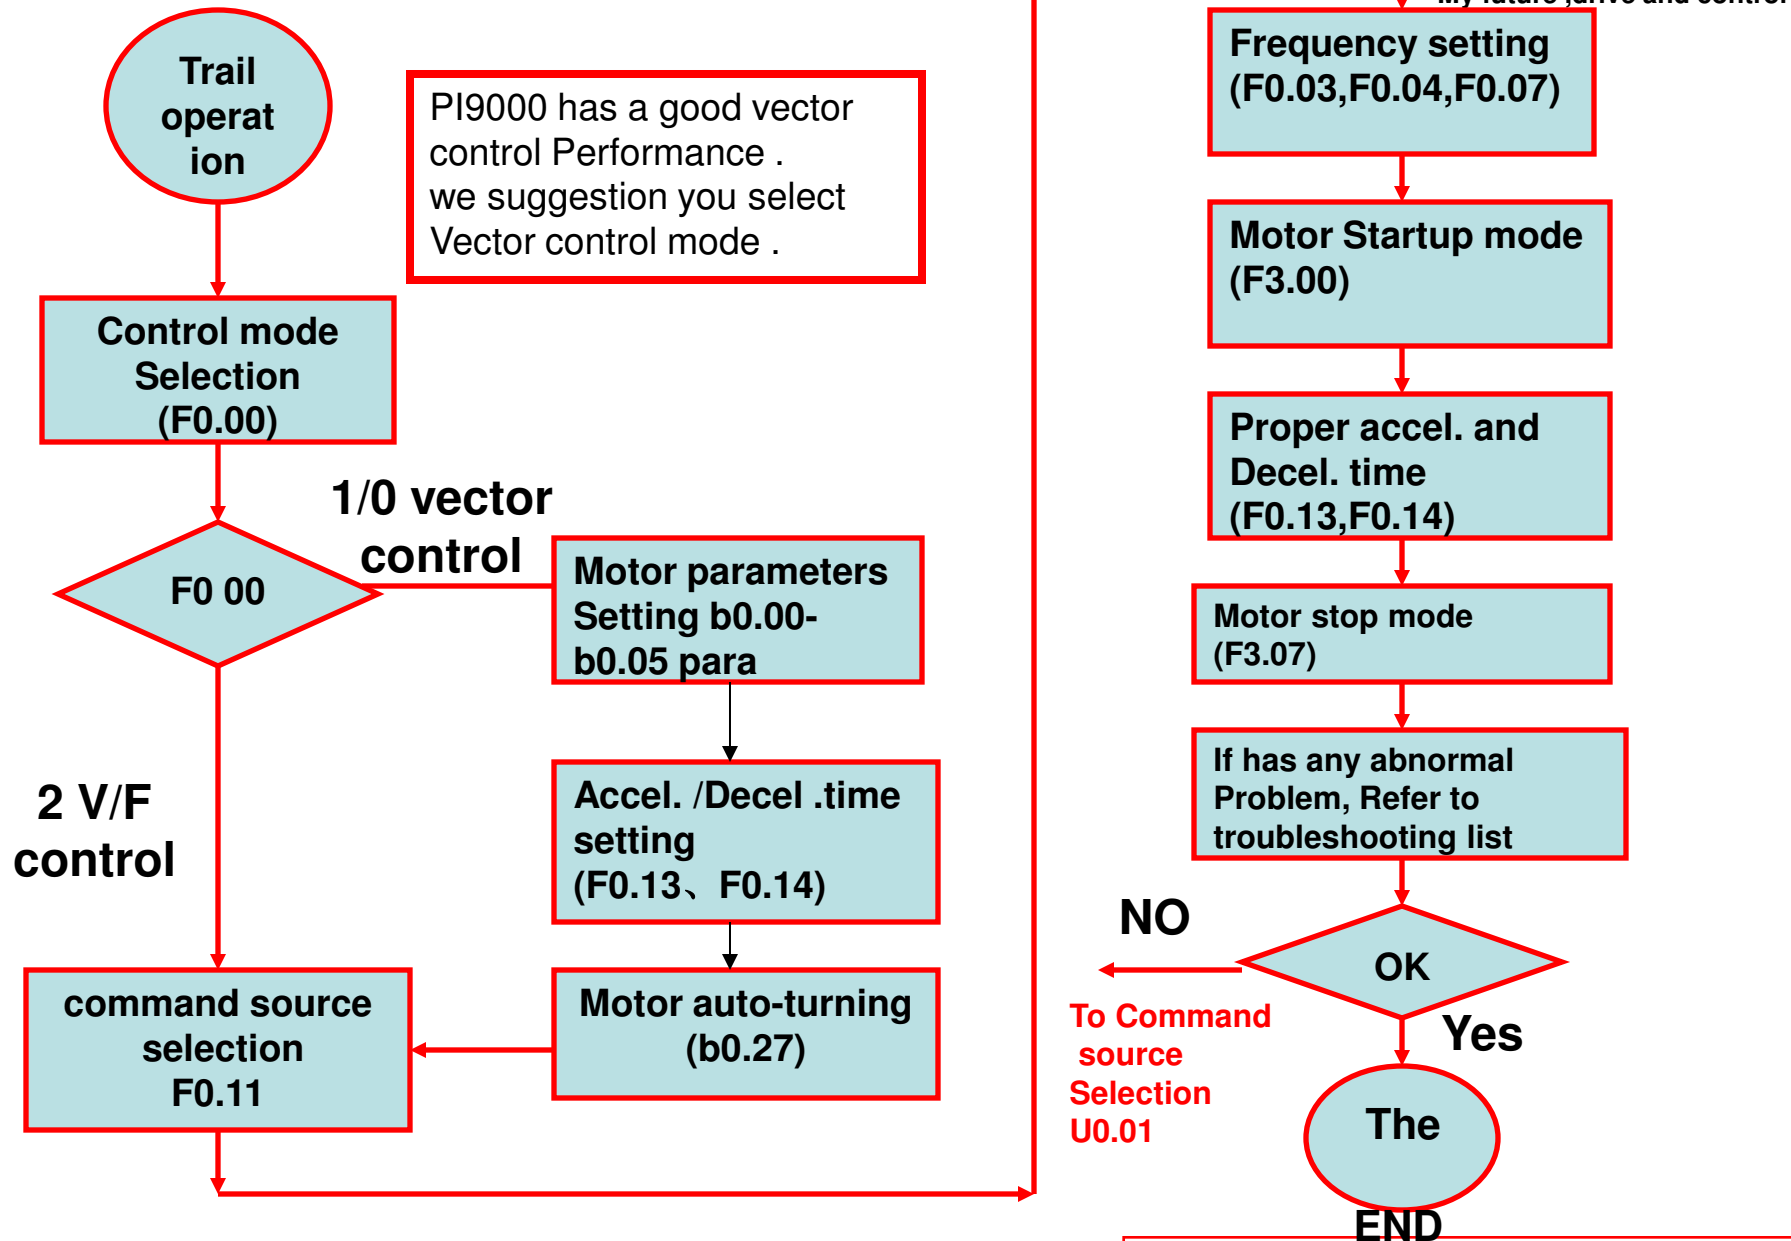 Trail
operat
ion
PI9000 has a good vector
control Performance .
we suggestion you select
Vector control mode .
Control mode
Selection
(F0.00)
1/0 vector
control
F0 00
Motor parameters
Setting b0.00-
b0.05 para
2 V/F
control
Accel. /Decel .time
setting
(F0.13、F0.14)
command source
selection
F0.11
Motor auto-turning
(b0.27)
My future ,drive and control
Frequency setting
(F0.03,F0.04,F0.07)
Motor Startup mode
(F3.00)
Proper accel. and
Decel. time
(F0.13,F0.14)
Motor stop mode
(F3.07)
If has any abnormal
Problem, Refer to
troubleshooting list
NO
OK
To Command
source
Selection
U0.01
Yes
The
END